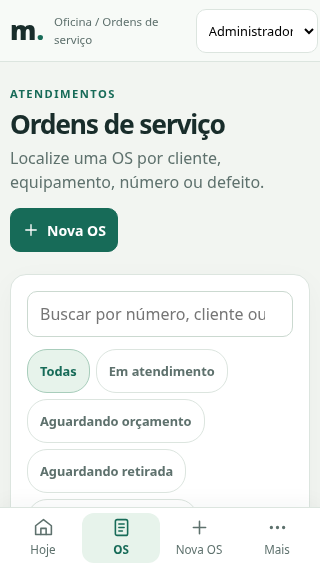 m.
Oficina / Ordens de
serviço
Administrador
ATENDIMENTOS
Ordens de serviço
Localize uma OS por cliente,
equipamento, número ou defeito.
+ Nova OS
Buscar por número, cliente ou
Todas
Em atendimento
Aguardando orçamento
Aguardando retirada
Hoje
OS
Nova OS
Mais